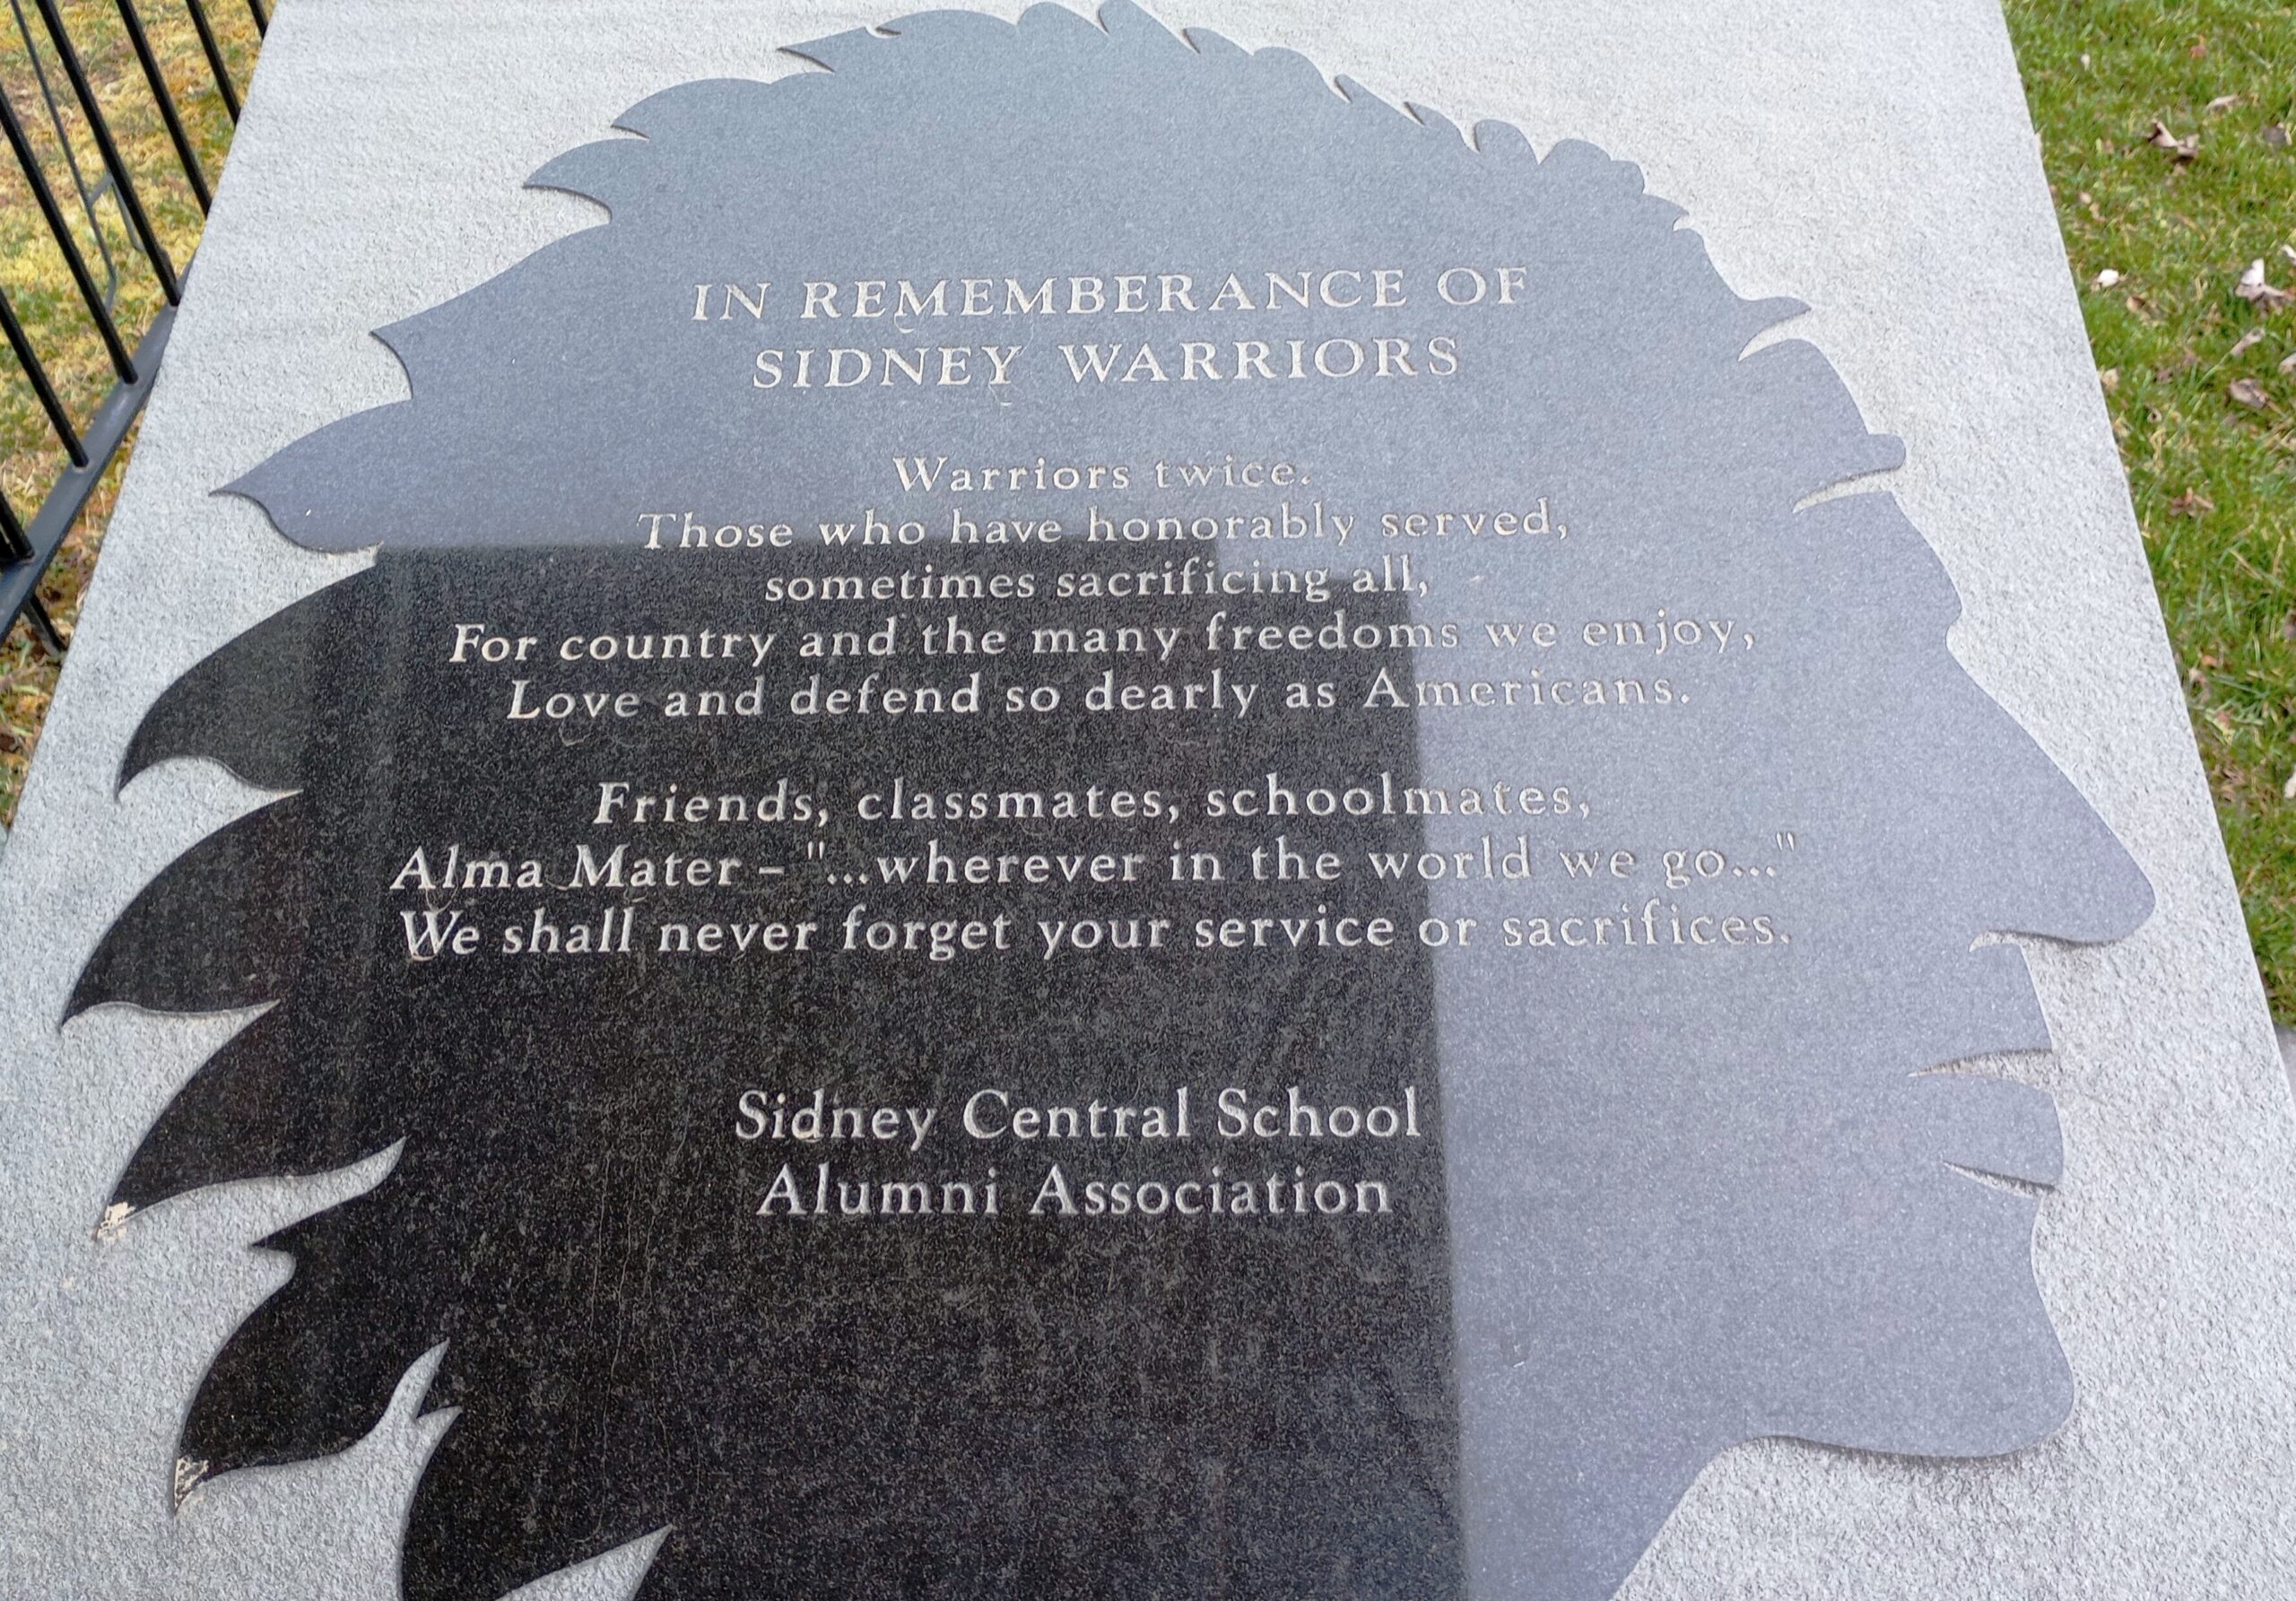 IN REMEMBERANCE OF
SIDNEY WARRIORS
Warriors twice.
Those who have honorably served,
sometimes sacrificing all,
For country and the many freedoms we enjoy,
Love and defend so dearly as Americans.
Friends, classmates, schoolmates,
Alma Mater – "...wherever in the world we go..."
We shall never forget your service or sacrifices.
Sidney Central School
Alumni Association